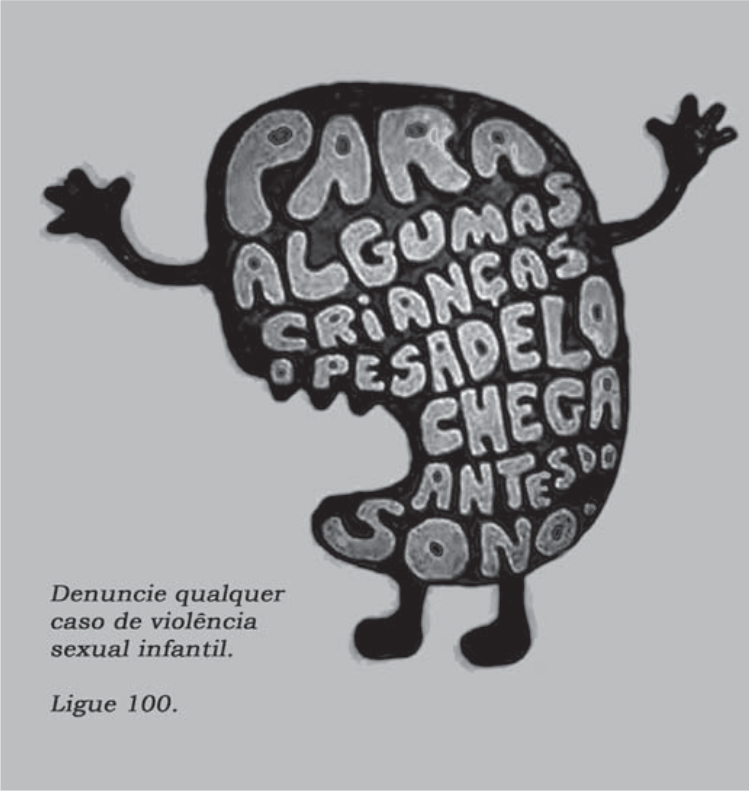 PARA
ALGUMAS
CRIANÇAS
O PESADELO
CHEGA
ANTES DO
SONO.
Denuncie qualquer
caso de violência
sexual infantil.
Ligue 100.